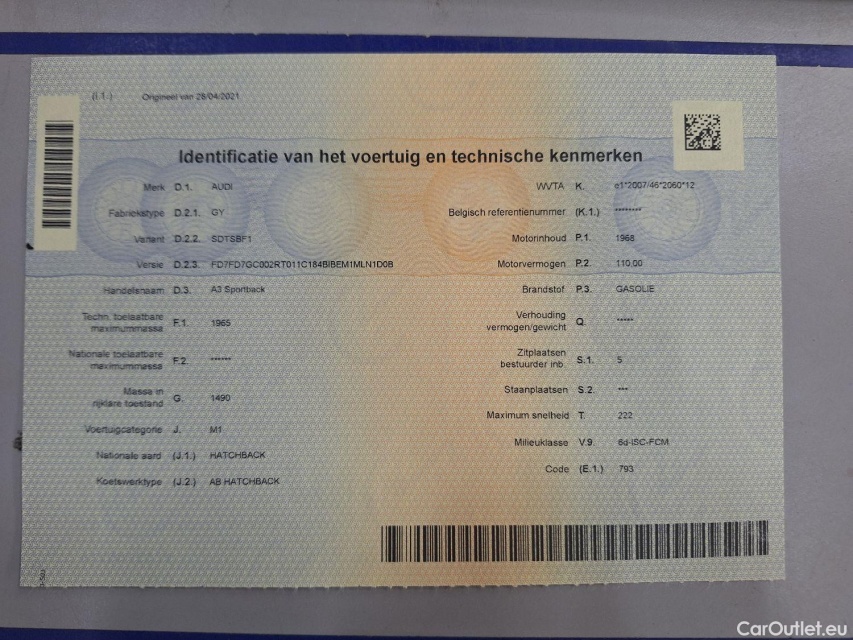 (I.1.) Origineel van 28/04/2021
Identificatie van het voertuig en technische kenmerken
Merk D.1. AUDI
Fabriekstype D.2.1. GY
Variant D.2.2. SDTSBF1
Versie D.2.3. FD7FD7GC002RT011C184BIBEM1MLN1D0B
Handelsnaam D.3. A3 Sportback
Techn. toelaatbare
maximummassa F.1. 1965
Nationale toelaatbare
maximummassa F.2. ******
Massa in
rijklare toestand G. 1490
Voertuigcategorie J. M1
Nationale aard (J.1.) HATCHBACK
Koetswerktype (J.2.) AB HATCHBACK
WVTA K. e1*2007/46*2060*12
Belgisch referentienummer (K.1.) ********
Motorinhoud P.1. 1968
Motorvermogen P.2. 110,00
Brandstof P.3. GASOLIE
Verhouding
vermogen/gewicht Q. *****
Zitplaatsen
bestuurder inb. S.1. 5
Staanplaatsen S.2. ***
Maximum snelheid T. 222
Milieuklasse V.9. 6d-ISC-FCM
Code (E.1.) 793
CarOutlet.eu